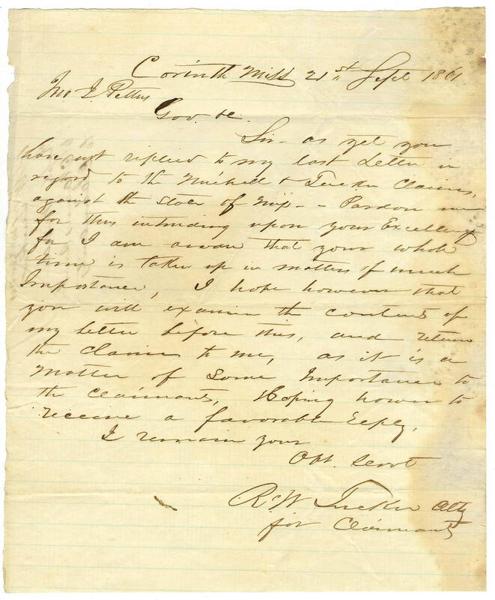 Corinth Miss 21st Sept 1861
Jno J Pettus
Gov. &c.
Sir - as yet you
have not replied to my last Letter in
regard to the Mitchell & Tucker Claims,
against the State of Miss - Pardon me
for thus intruding upon your Excellency
for I am aware that your whole
time is taken up in matters of much
Importance, I hope however that
you will examine the contents of
my letter before this, and return
the claims to me, as it is a
matter of Some Importance to
the claimants, Hoping however to
receive a favorable Reply,
I remain your
Obt. Servt
R W Tucker Atty
for Claimants